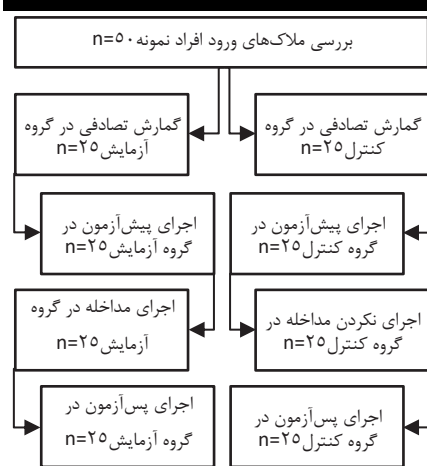 بررسی ملاک‌های ورود افراد نمونه n=۵۰
گمارش تصادفی در گروه
کنترل n=۲۵
گمارش تصادفی در گروه
آزمایش n=۲۵
اجرای پیش‌آزمون در
گروه کنترل n=۲۵
اجرای پیش‌آزمون در
گروه آزمایش n=۲۵
اجرای نکردن مداخله در
گروه کنترل n=۲۵
اجرای مداخله در گروه
آزمایش n=۲۵
اجرای پس‌آزمون در
گروه کنترل n=۲۵
اجرای پس‌آزمون در
گروه آزمایش n=۲۵